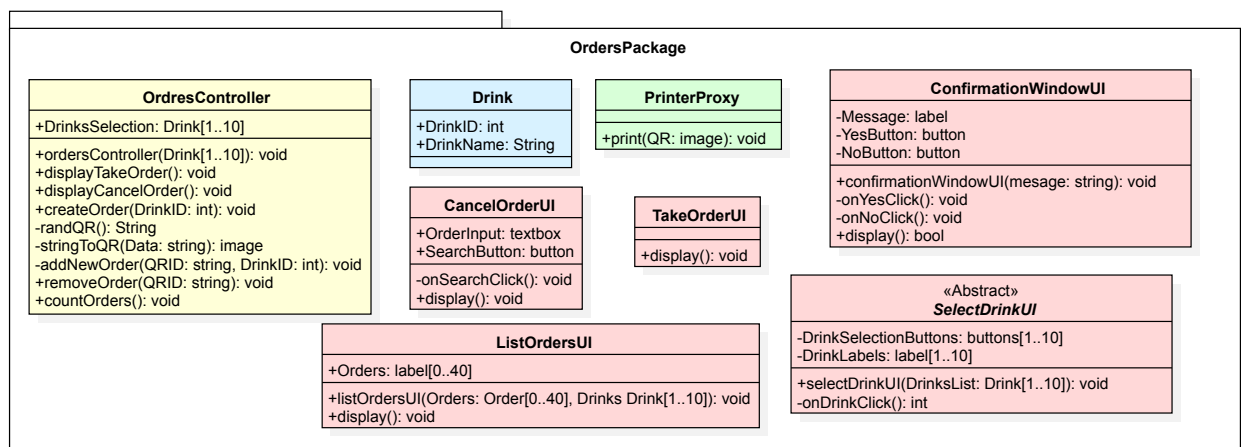 OrdersPackage
OrdresController
+DrinksSelection: Drink[1..10]
+ordersController(Drink[1..10]): void
+displayTakeOrder(): void
+displayCancelOrder(): void
+createOrder(DrinkID: int): void
-randQR(): String
-stringToQR(Data: string): image
-addNewOrder(QRID: string, DrinkID: int): void
+removeOrder(QRID: string): void
+countOrders(): void
Drink
+DrinkID: int
+DrinkName: String
PrinterProxy
+print(QR: image): void
ConfirmationWindowUI
-Message: label
-YesButton: button
-NoButton: button
+confirmationWindowUI(mesage: string): void
-onYesClick(): void
-onNoClick(): void
+display(): bool
CancelOrderUI
+OrderInput: textbox
+SearchButton: button
-onSearchClick(): void
+display(): void
TakeOrderUI
+display(): void
«Abstract»
SelectDrinkUI
-DrinkSelectionButtons: buttons[1..10]
-DrinkLabels: label[1..10]
+selectDrinkUI(DrinksList: Drink[1..10]): void
-onDrinkClick(): int
ListOrdersUI
+Orders: label[0..40]
+listOrdersUI(Orders: Order[0..40], Drinks Drink[1..10]): void
+display(): void